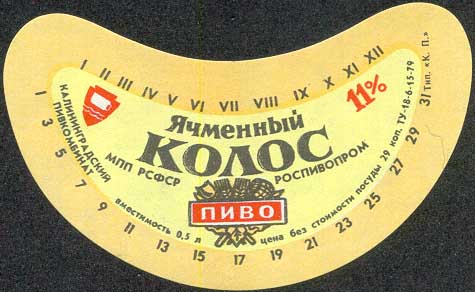 I II III IV V VI VII VIII IX X XI XII
11%
КАЛИНИНГРАДСКИЙ
ПИВКОМБИНАТ
Ячменный
КОЛОС
МПП РСФСР
РОСПИВОПРОМ
ПИВО
вместимость 0,5 л
цена без стоимости посуды 29 коп. ТУ-18-6-15-79
1 3 5 7 9 11 13 15 17 19 21 23 25 27 29 31
Тип. «К. П.»